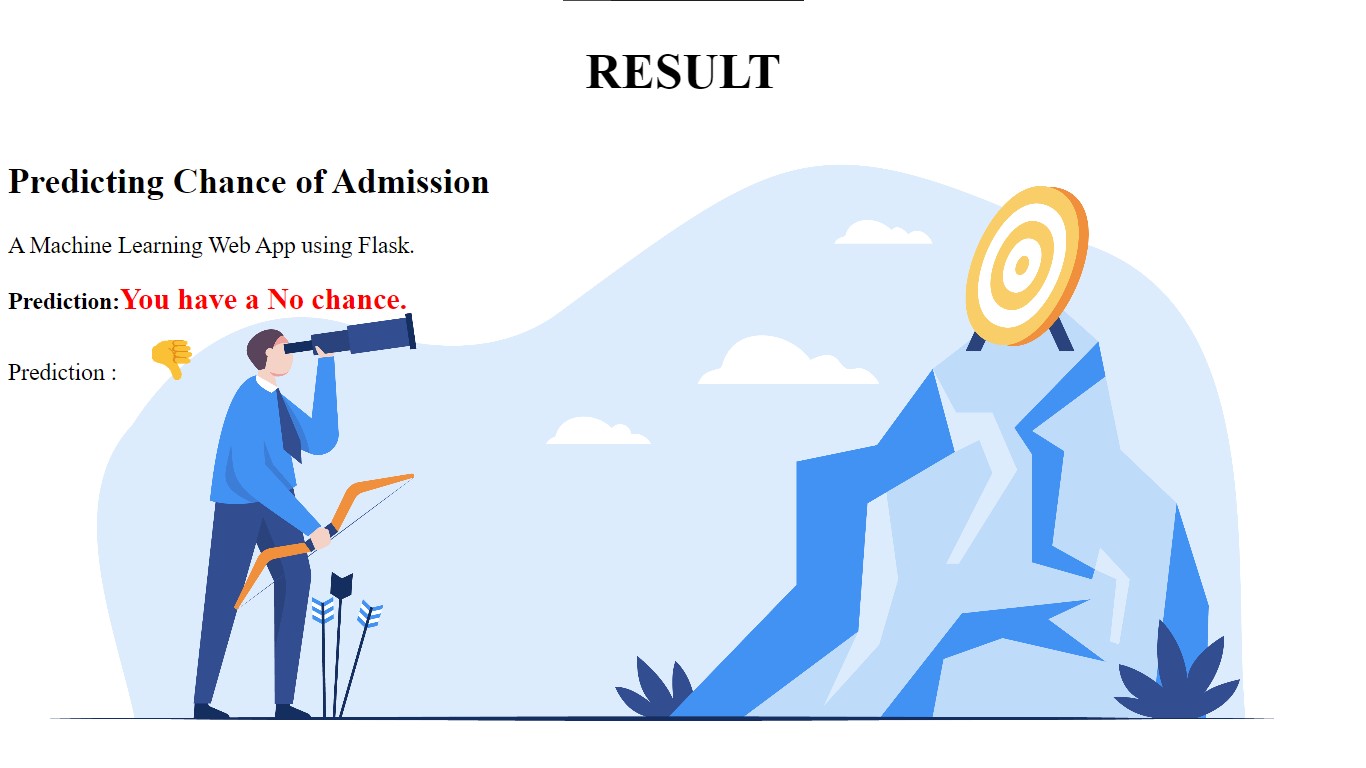 RESULT
Predicting Chance of Admission
A Machine Learning Web App using Flask.
Prediction:You have a No chance.
Prediction :